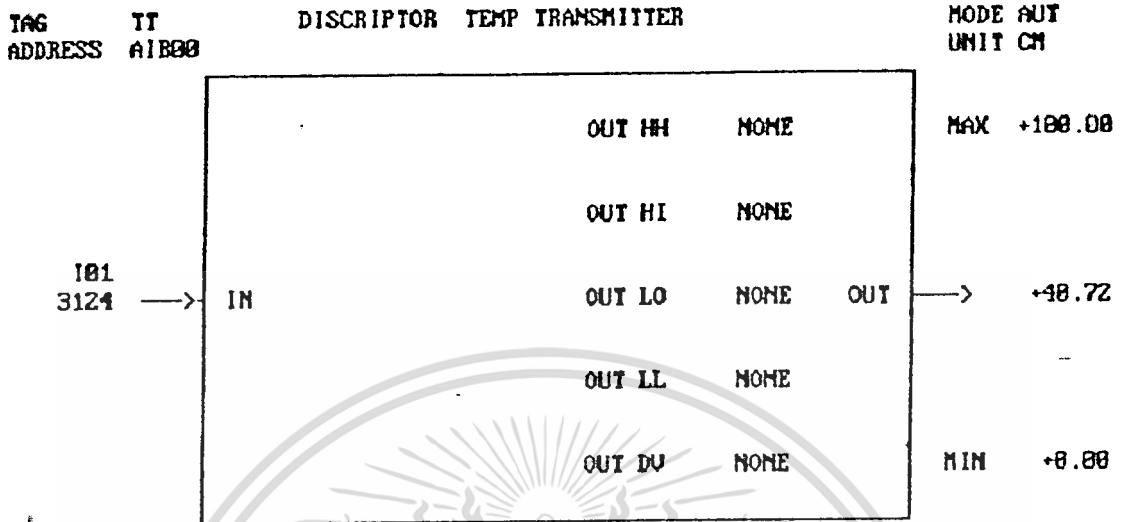 TAG TT DISCRIPTOR TEMP TRANSMITTER MODE AUT
ADDRESS AIB00 UNIT CM
OUT HH NONE MAX +100.00
OUT HI NONE
I01
3124 IN OUT LO NONE OUT +40.72
OUT LL NONE
OUT DV NONE MIN +0.00